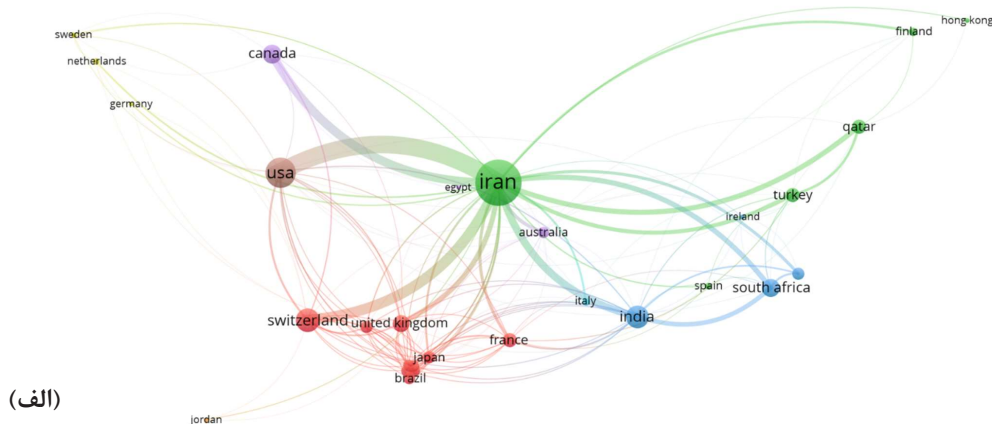 hong kong
finland
sweden
canada
netherlands
germany
qatar
usa
iran
egypt
turkey
ireland
australia
spain
south africa
italy
india
switzerland
united kingdom
france
japan
brazil
(الف)
jordan